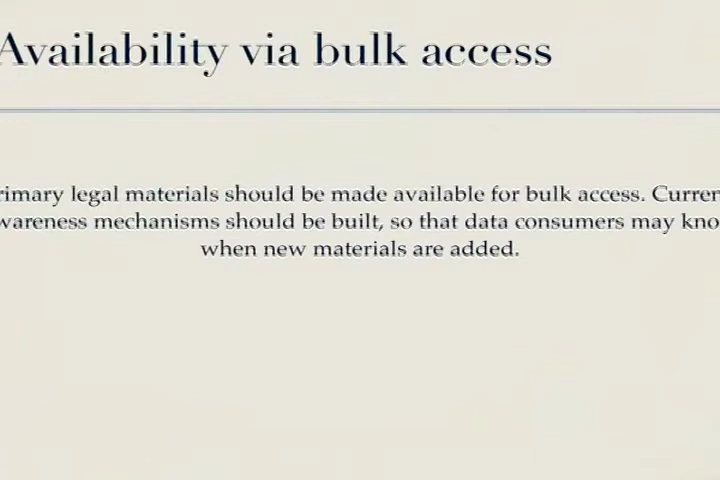 Availability via bulk access
rimary legal materials should be made available for bulk access. Curren
wareness mechanisms should be built, so that data consumers may kno
when new materials are added.